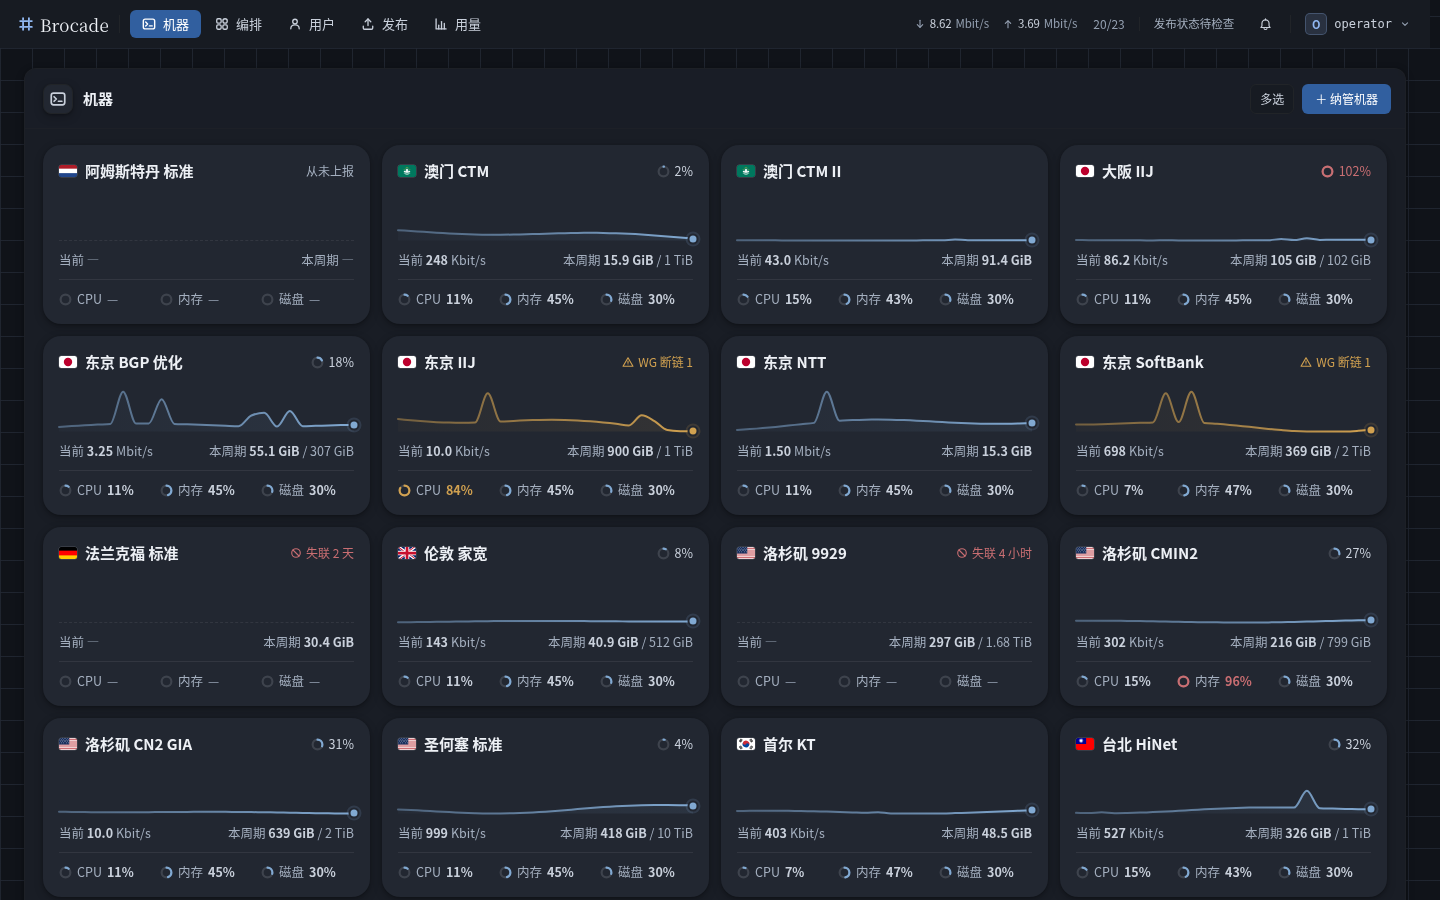 Brocade 机器 编排 用户 发布 用量 ↓ 8.62 Mbit/s ↑ 3.69 Mbit/s 20/23 发布状态待检查 O operator
机器 多选 + 纳管机器
阿姆斯特丹 标准 从未上报
当前 — 本周期 —
CPU — 内存 — 磁盘 —
澳门 CTM 2%
当前 248 Kbit/s 本周期 15.9 GiB / 1 TiB
CPU 11% 内存 45% 磁盘 30%
澳门 CTM II
当前 43.0 Kbit/s 本周期 91.4 GiB
CPU 15% 内存 43% 磁盘 30%
大阪 IIJ 102%
当前 86.2 Kbit/s 本周期 105 GiB / 102 GiB
CPU 11% 内存 45% 磁盘 30%
东京 BGP 优化 18%
当前 3.25 Mbit/s 本周期 55.1 GiB / 307 GiB
CPU 11% 内存 45% 磁盘 30%
东京 IIJ WG 断链 1
当前 10.0 Kbit/s 本周期 900 GiB / 1 TiB
CPU 84% 内存 45% 磁盘 30%
东京 NTT
当前 1.50 Mbit/s 本周期 15.3 GiB
CPU 11% 内存 45% 磁盘 30%
东京 SoftBank WG 断链 1
当前 698 Kbit/s 本周期 369 GiB / 2 TiB
CPU 7% 内存 47% 磁盘 30%
法兰克福 标准 失联 2 天
当前 — 本周期 30.4 GiB
CPU — 内存 — 磁盘 —
伦敦 家宽 8%
当前 143 Kbit/s 本周期 40.9 GiB / 512 GiB
CPU 11% 内存 45% 磁盘 30%
洛杉矶 9929 失联 4 小时
当前 — 本周期 297 GiB / 1.68 TiB
CPU — 内存 — 磁盘 —
洛杉矶 CMIN2 27%
当前 302 Kbit/s 本周期 216 GiB / 799 GiB
CPU 15% 内存 96% 磁盘 30%
洛杉矶 CN2 GIA 31%
当前 10.0 Kbit/s 本周期 639 GiB / 2 TiB
CPU 11% 内存 45% 磁盘 30%
圣何塞 标准 4%
当前 999 Kbit/s 本周期 418 GiB / 10 TiB
CPU 11% 内存 45% 磁盘 30%
首尔 KT
当前 403 Kbit/s 本周期 48.5 GiB
CPU 7% 内存 47% 磁盘 30%
台北 HiNet 32%
当前 527 Kbit/s 本周期 326 GiB / 1 TiB
CPU 15% 内存 43% 磁盘 30%